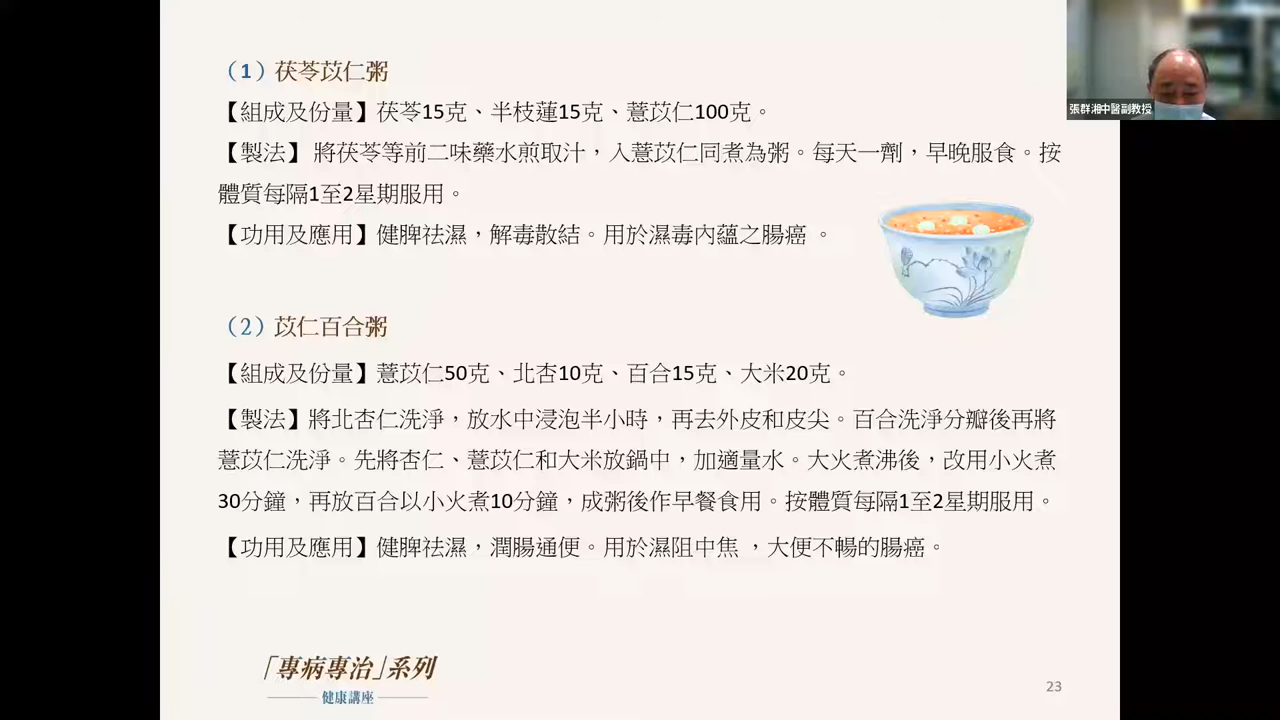 （1）茯苓苡仁粥
張群湘中醫副教授
【組成及份量】茯苓15克、半枝蓮15克、薏苡仁100克。
【製法】 將茯苓等前二味藥水煎取汁，入薏苡仁同煮為粥。每天一劑，早晚服食。按
體質每隔1至2星期服用。
【功用及應用】健脾祛濕，解毒散結。用於濕毒內蘊之腸癌 。
（2）苡仁百合粥
【組成及份量】薏苡仁50克、北杏10克、百合15克、大米20克。
【製法】將北杏仁洗淨，放水中浸泡半小時，再去外皮和皮尖。百合洗淨分瓣後再將
薏苡仁洗淨。先將杏仁、薏苡仁和大米放鍋中，加適量水。大火煮沸後，改用小火煮
30分鐘，再放百合以小火煮10分鐘，成粥後作早餐食用。按體質每隔1至2星期服用。
【功用及應用】健脾祛濕，潤腸通便。用於濕阻中焦 ，大便不暢的腸癌。
「專病專治」系列
健康講座
23